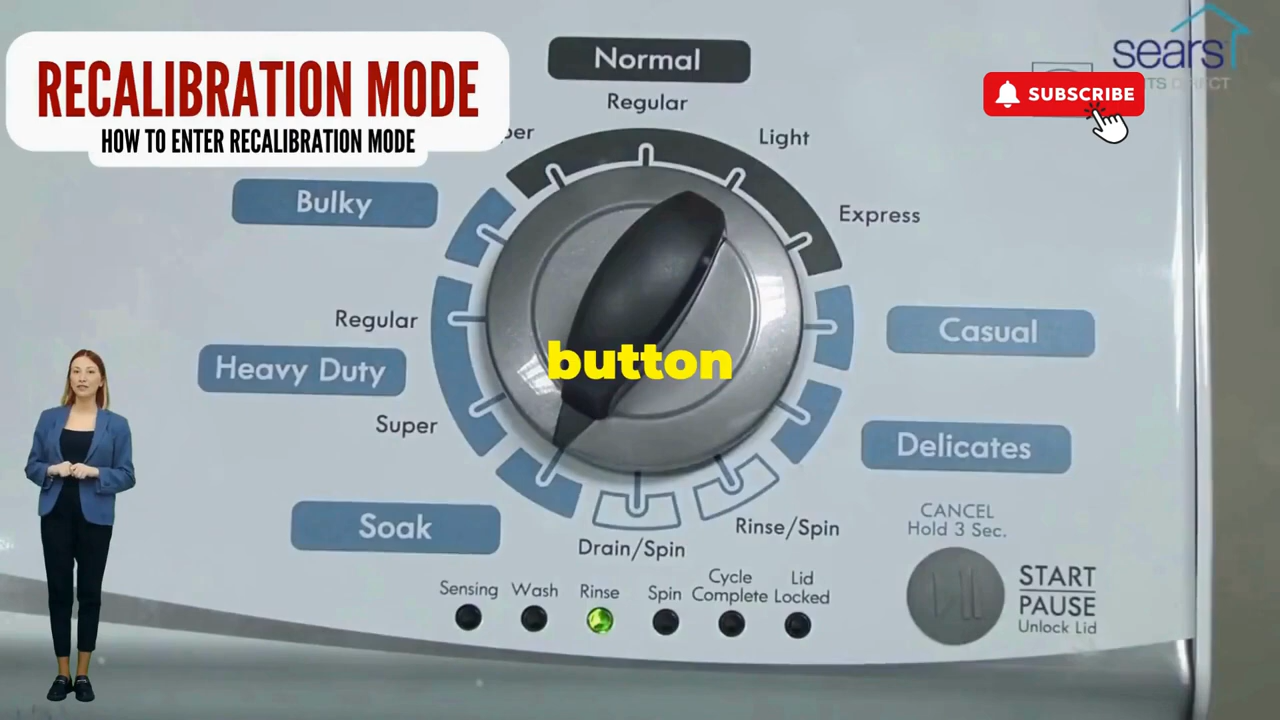 sears
SUBSCRIBE
RECALIBRATION MODE
HOW TO ENTER RECALIBRATION MODE
Normal
Regular
Light
Express
Bulky
Regular
Heavy Duty
Super
Casual
Delicates
button
Soak
Drain/Spin
Rinse/Spin
CANCEL
Hold 3 Sec.
START
PAUSE
Unlock Lid
Sensing
Wash
Rinse
Spin
Cycle
Complete
Lid
Locked